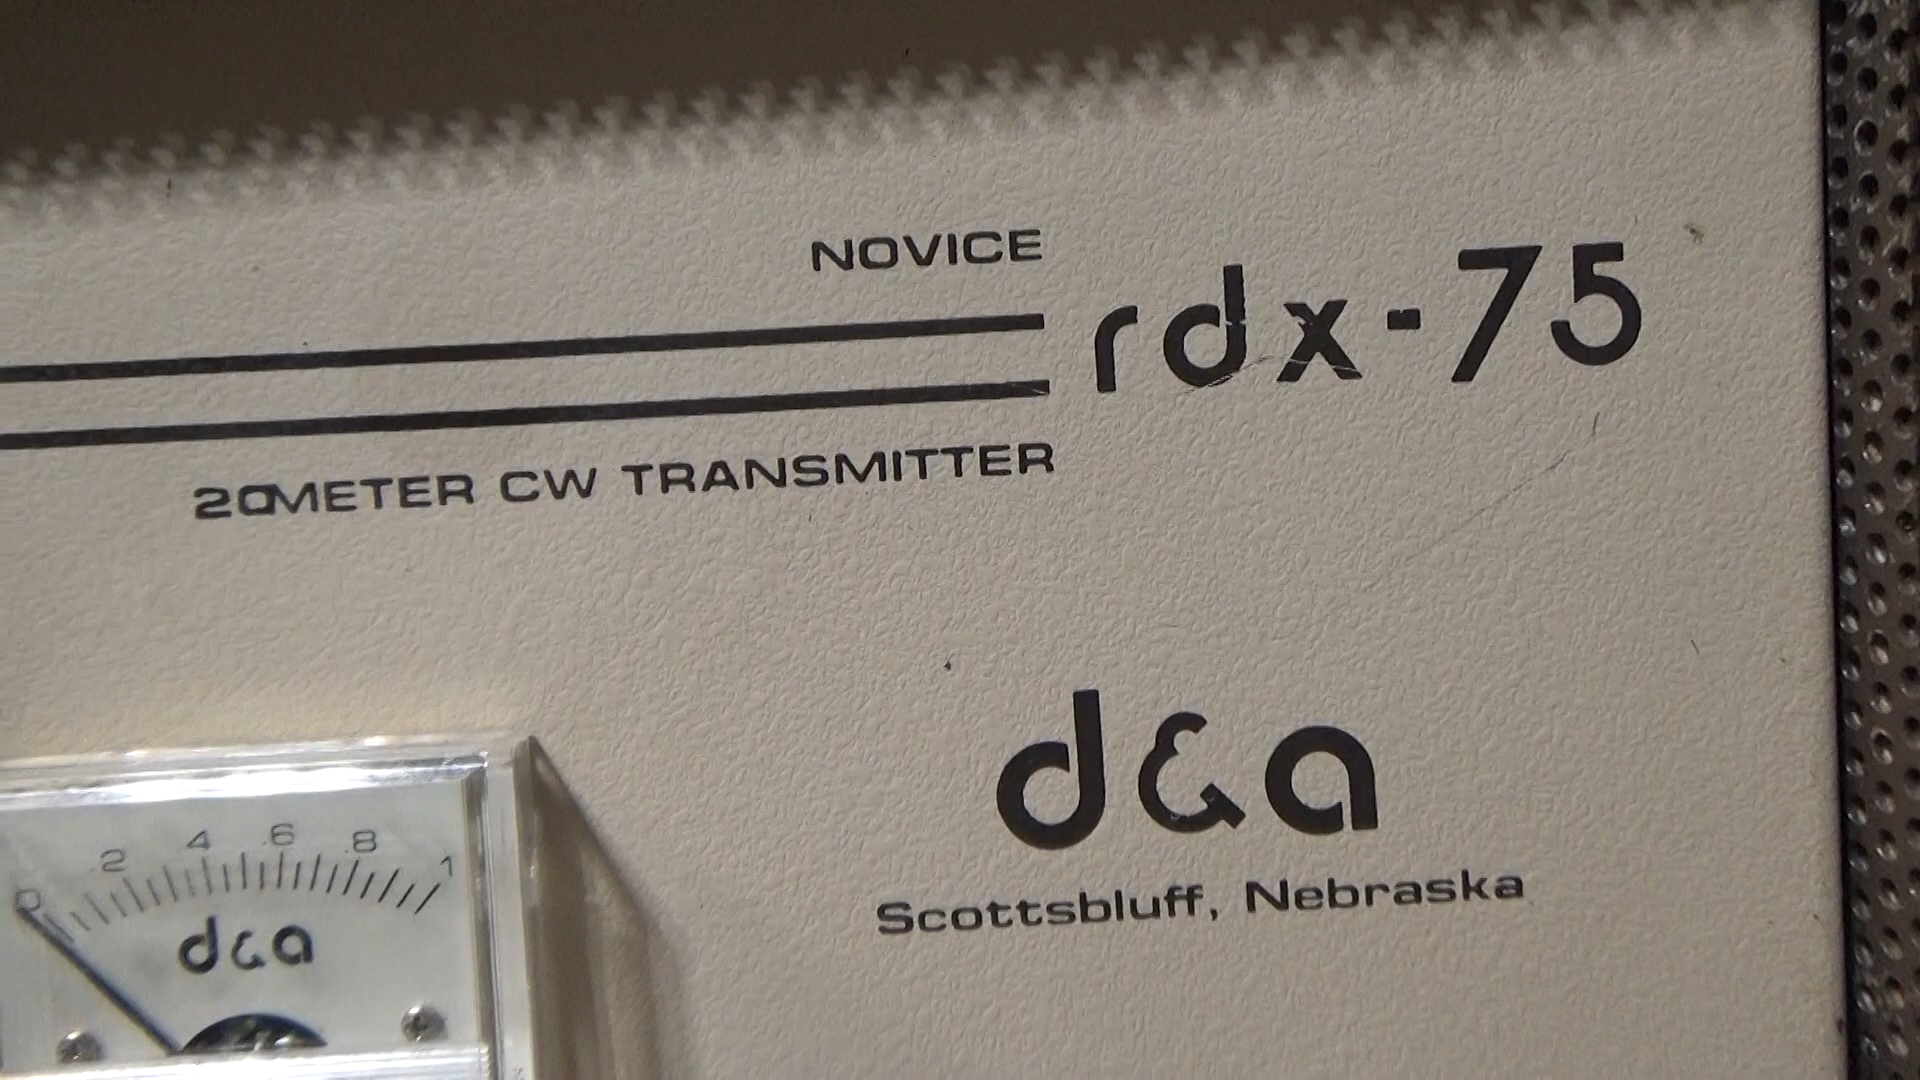 NOVICE
rdx-75
20METER CW TRANSMITTER
d&a
Scottsbluff, Nebraska
0 .2 .4 .6 .8 1
d&a